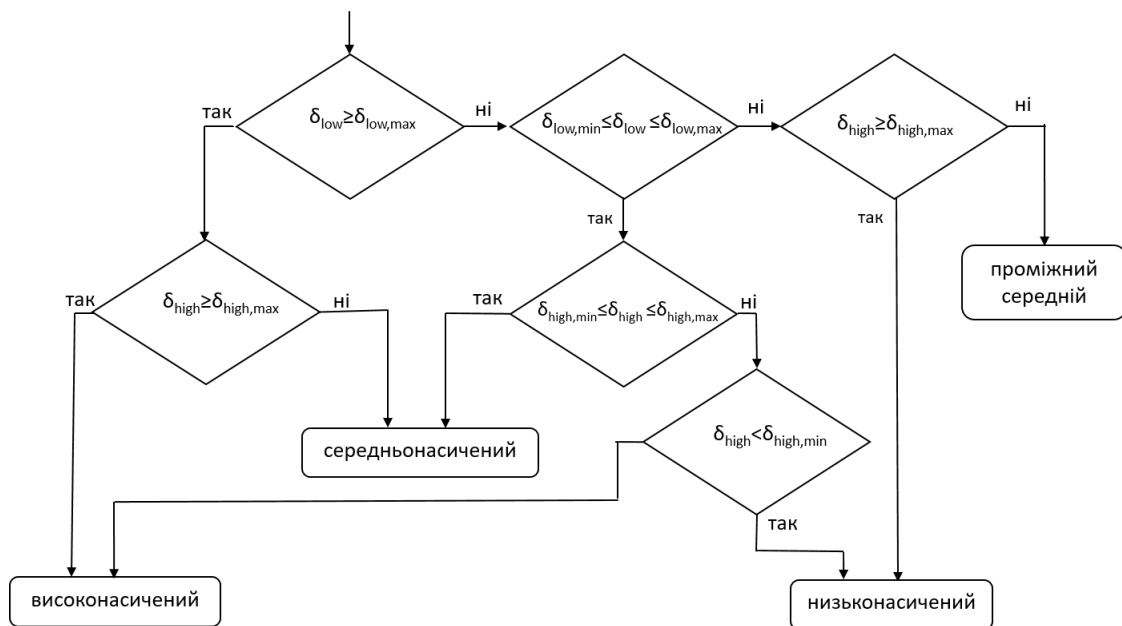 так
δlow≥δlow,max
ні
δlow,min≤δlow ≤δlow,max
ні
δhigh≥δhigh,max
ні
так
так
так
δhigh≥δhigh,max
ні
так
δhigh,min≤δhigh ≤δhigh,max
ні
проміжний
середній
середньонасичений
δhigh<δhigh,min
так
високонасичений
низьконасичений